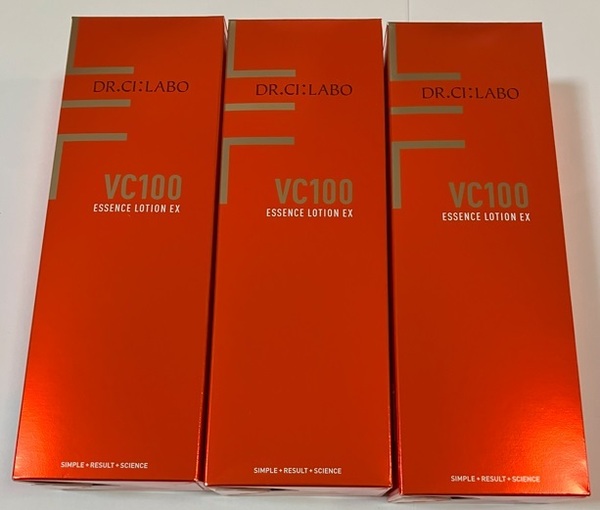 DR.CI:LABO
VC100
ESSENCE LOTION EX
SIMPLE+RESULT+SCIENCE
DR.CI:LABO
VC100
ESSENCE LOTION EX
SIMPLE+RESULT+SCIENCE
DR.CI:LABO
VC100
ESSENCE LOTION EX
SIMPLE+RESULT+SCIENCE